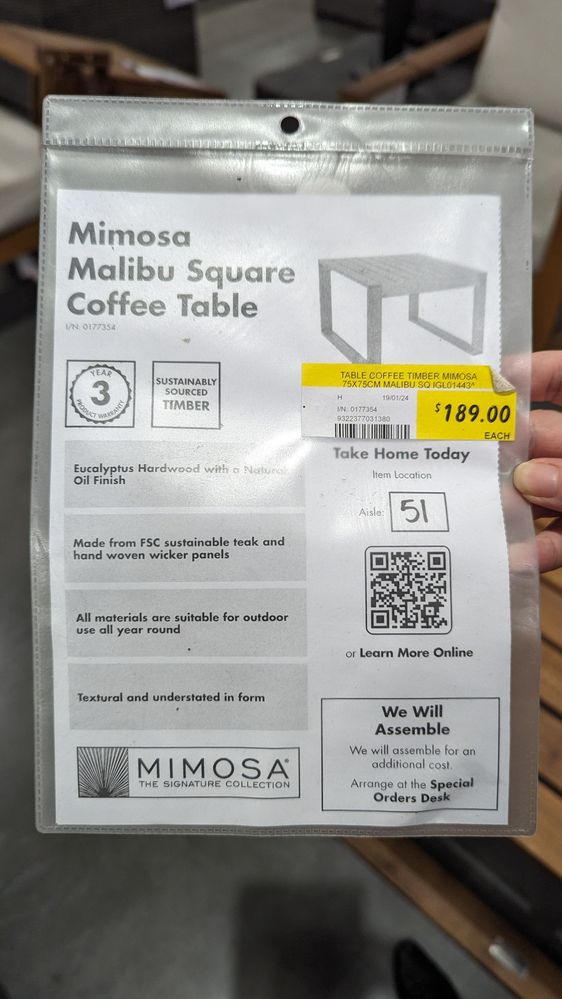 Mimosa
Malibu Square
Coffee Table
I/N: 0177354
YEAR
3
PRODUCT WARRANTY
SUSTAINABLY
SOURCED
TIMBER
TABLE COFFEE TIMBER MIMOSA
75X75CM MALIBU SQ IGL01443^
H 19/01/24
I/N: 0177354
9322377031380
$189.00
EACH
Eucalyptus Hardwood with a Natural
Oil Finish
Made from FSC sustainable teak and
hand woven wicker panels
All materials are suitable for outdoor
use all year round
Textural and understated in form
MIMOSA®
THE SIGNATURE COLLECTION
Take Home Today
Item Location
Aisle: 51
or Learn More Online
We Will
Assemble
We will assemble for an
additional cost.
Arrange at the Special
Orders Desk